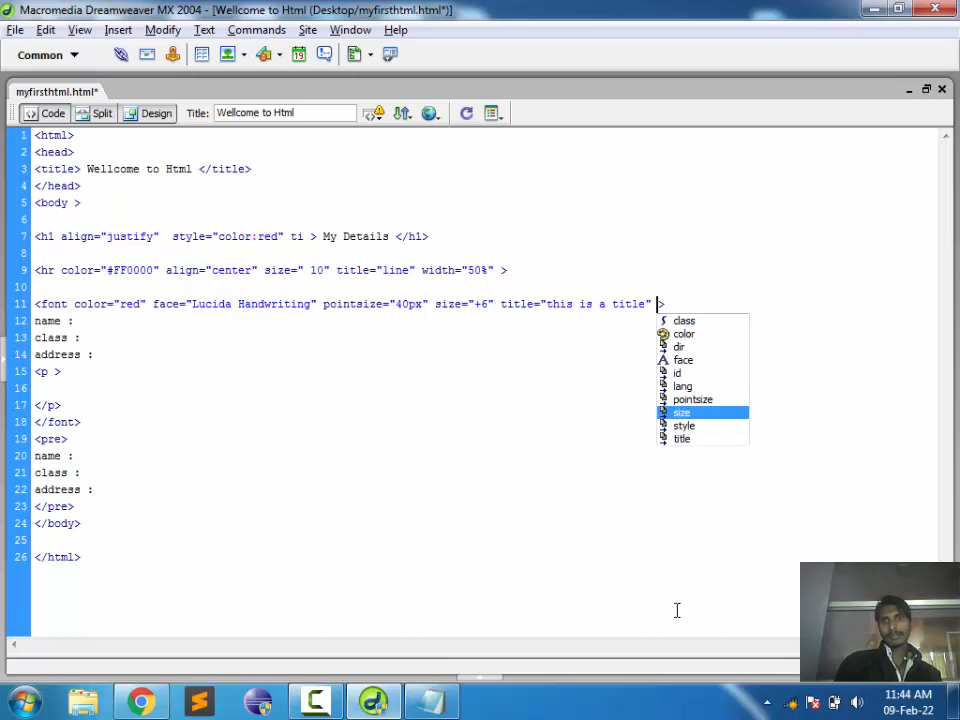 Macromedia Dreamweaver MX 2004 - [Wellcome to Html (Desktop/myfirsthtml.html*)]
File Edit View Insert Modify Text Commands Site Window Help
Common
myfirsthtml.html*
Code Split Design Title: Wellcome to Html
1 <html>
2 <head>
3 <title> Wellcome to Html </title>
4 </head>
5 <body >
6
7 <h1 align="justify"  style="color:red" ti > My Details </h1>
8
9 <hr color="#FF0000" align="center" size=" 10" title="line" width="50%" >
10
11 <font color="red" face="Lucida Handwriting" pointsize="40px" size="+6" title="this is a title" >
12 name :
13 class :
14 address :
15 <p >
16
17 </p>
18 </font>
19 <pre>
20 name :
21 class :
22 address :
23 </pre>
24 </body>
25
26 </html>
class
color
dir
face
id
lang
pointsize
size
style
title
19
11:44 AM
09-Feb-22